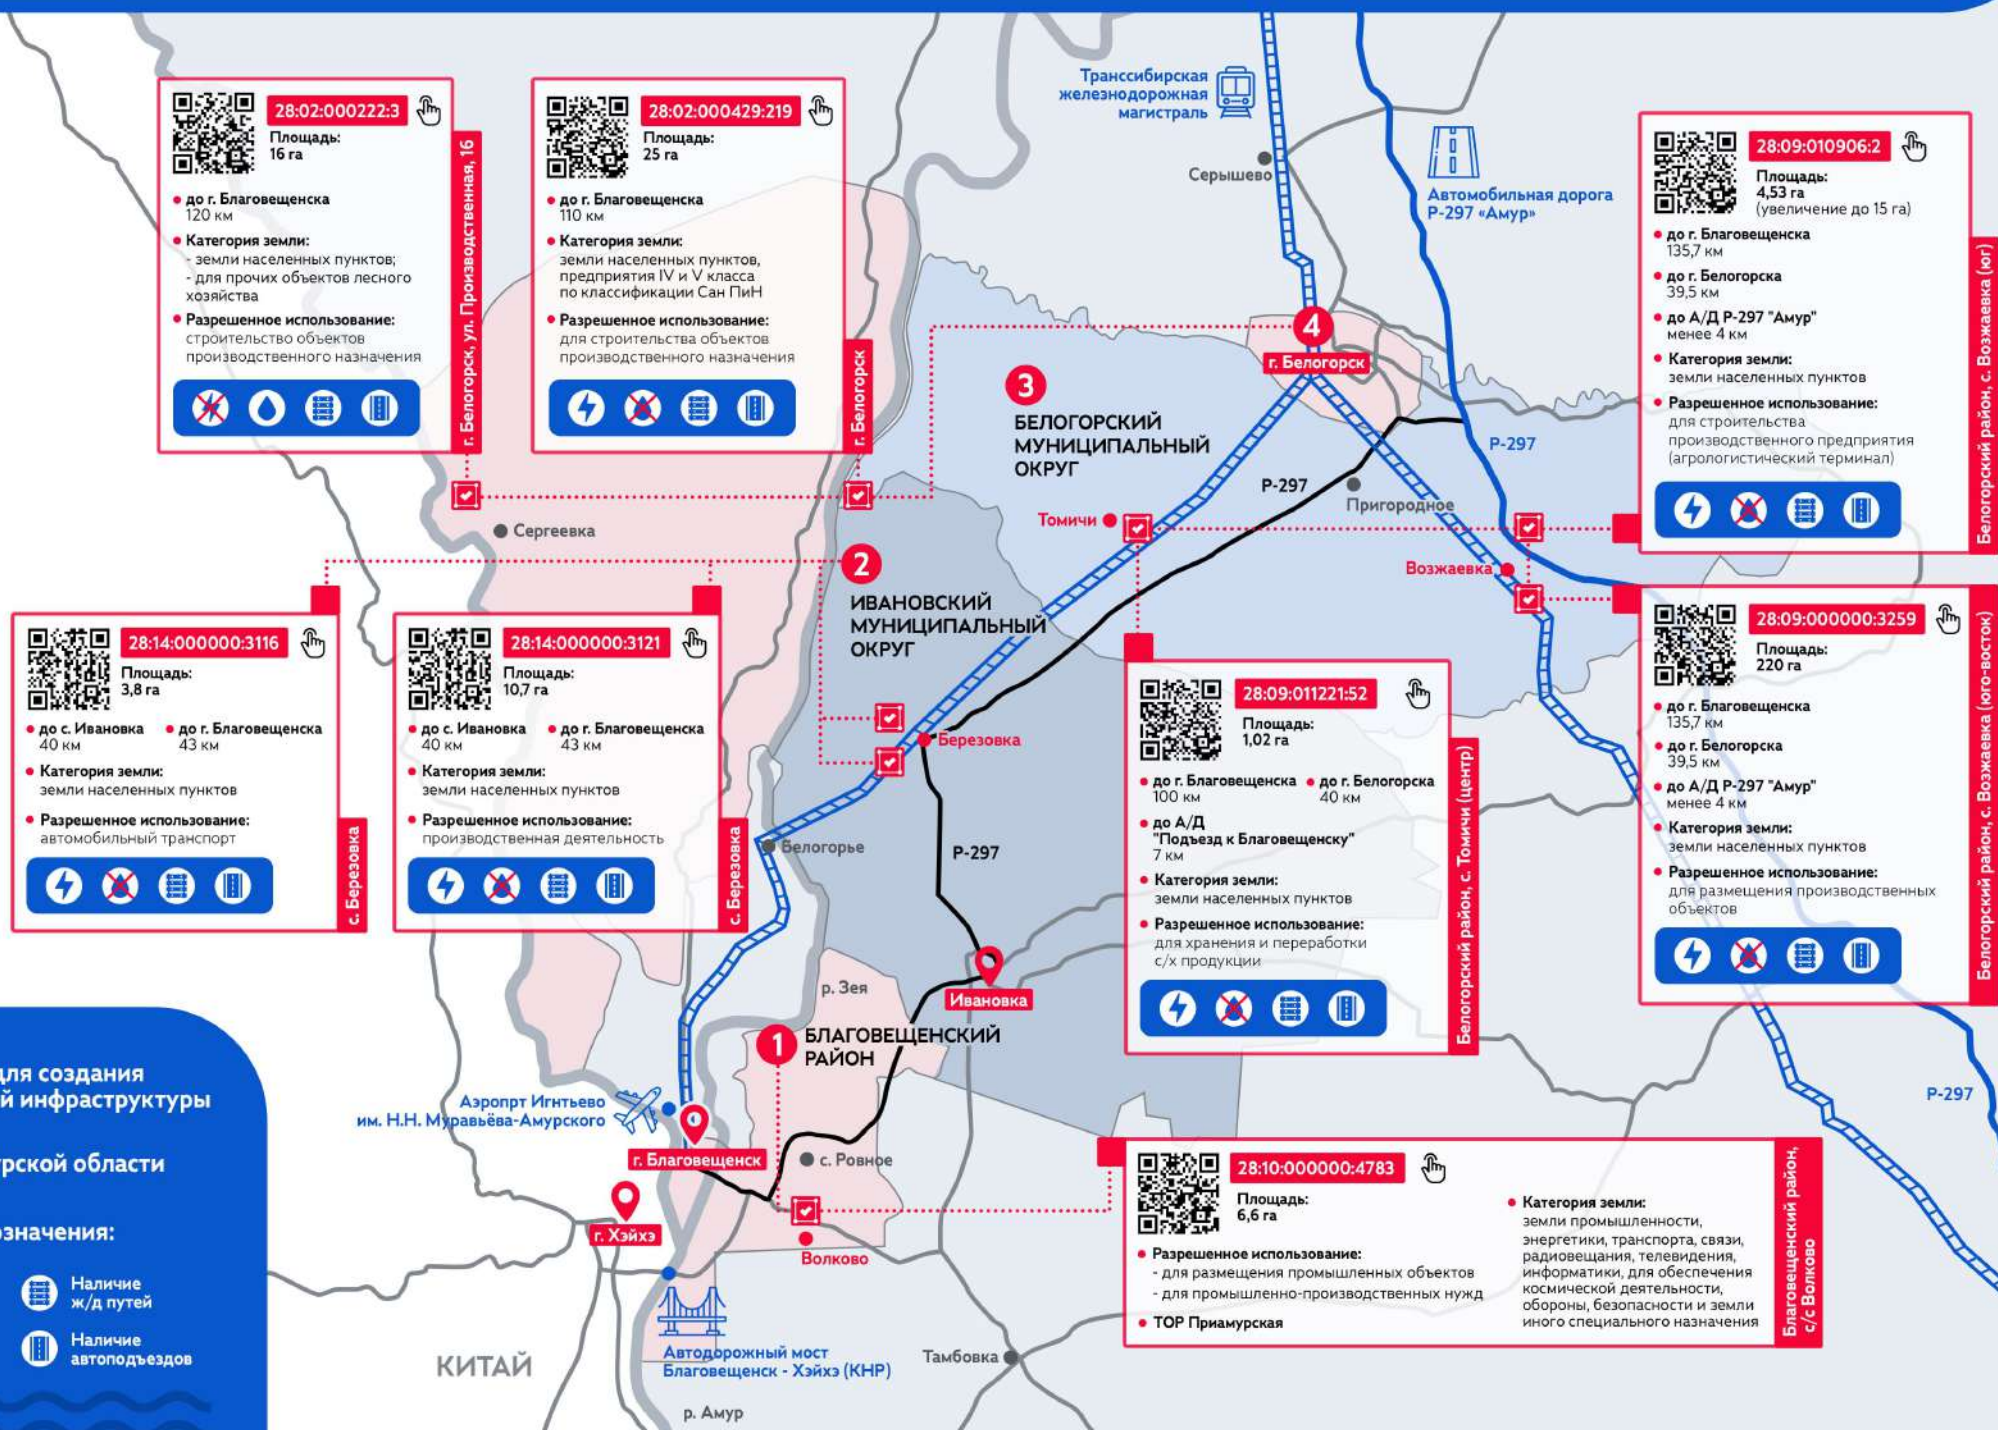 Транссибирская
железнодорожная
магистраль
Серышево
Автомобильная дорога
Р-297 «Амур»
28:02:000222:3
Площадь:
16 га
до г. Благовещенска
120 км
Категория земли:
- земли населенных пунктов;
- для прочих объектов лесного
хозяйства
Разрешенное использование:
строительство объектов
производственного назначения
г. Белогорск, ул. Производственная, 16
28:02:000429:219
Площадь:
25 га
до г. Благовещенска
110 км
Категория земли:
земли населенных пунктов,
предприятия IV и V класса
по классификации Сан ПиН
Разрешенное использование:
для строительства объектов
производственного назначения
г. Белогорск
28:09:010906:2
Площадь:
4,53 га
(увеличение до 15 га)
до г. Благовещенска
135,7 км
до г. Белогорска
39,5 км
до А/Д Р-297 "Амур"
менее 4 км
Категория земли:
земли населенных пунктов
Разрешенное использование:
для строительства
производственного предприятия
(агрологистический терминал)
Белогорский район, с. Возжаевка (юг)
4
г. Белогорск
3
БЕЛОГОРСКИЙ
МУНИЦИПАЛЬНЫЙ
ОКРУГ
Р-297
Р-297
Пригородное
Томичи
Возжаевка
Сергеевка
2
ИВАНОВСКИЙ
МУНИЦИПАЛЬНЫЙ
ОКРУГ
28:14:000000:3116
Площадь:
3,8 га
до с. Ивановка
40 км
до г. Благовещенска
43 км
Категория земли:
земли населенных пунктов
Разрешенное использование:
автомобильный транспорт
с. Березовка
28:14:000000:3121
Площадь:
10,7 га
до с. Ивановка
40 км
до г. Благовещенска
43 км
Категория земли:
земли населенных пунктов
Разрешенное использование:
производственная деятельность
с. Березовка
28:09:011221:52
Площадь:
1,02 га
до г. Благовещенска
100 км
до г. Белогорска
40 км
до А/Д
"Подъезд к Благовещенску"
7 км
Категория земли:
земли населенных пунктов
Разрешенное использование:
для хранения и переработки
с/х продукции
Белогорский район, с. Томичи (центр)
28:09:000000:3259
Площадь:
220 га
до г. Благовещенска
135,7 км
до г. Белогорска
39,5 км
до А/Д Р-297 "Амур"
менее 4 км
Категория земли:
земли населенных пунктов
Разрешенное использование:
для размещения производственных
объектов
Белогорский район, с. Возжаевка (юго-восток)
Березовка
Белогорье
Р-297
р. Зея
Ивановка
1
БЛАГОВЕЩЕНСКИЙ
РАЙОН
Аэропрт Игнтьево
им. Н.Н. Муравьёва-Амурского
г. Благовещенск
с. Ровное
г. Хэйхэ
Волково
Р-297
28:10:000000:4783
Площадь:
6,6 га
Разрешенное использование:
- для размещения промышленных объектов
- для промышленно-производственных нужд
ТОР Приамурская
Категория земли:
земли промышленности,
энергетики, транспорта, связи,
радиовещания, телевидения,
информатики, для обеспечения
космической деятельности,
обороны, безопасности и земли
иного специального назначения
Благовещенский район,
с/с Волково
Автодорожный мост
Благовещенск - Хэйхэ (КНР)
КИТАЙ
Тамбовка
р. Амур
для создания
й инфраструктуры
рской области
означения:
Наличие
ж/д путей
Наличие
автоподъездов